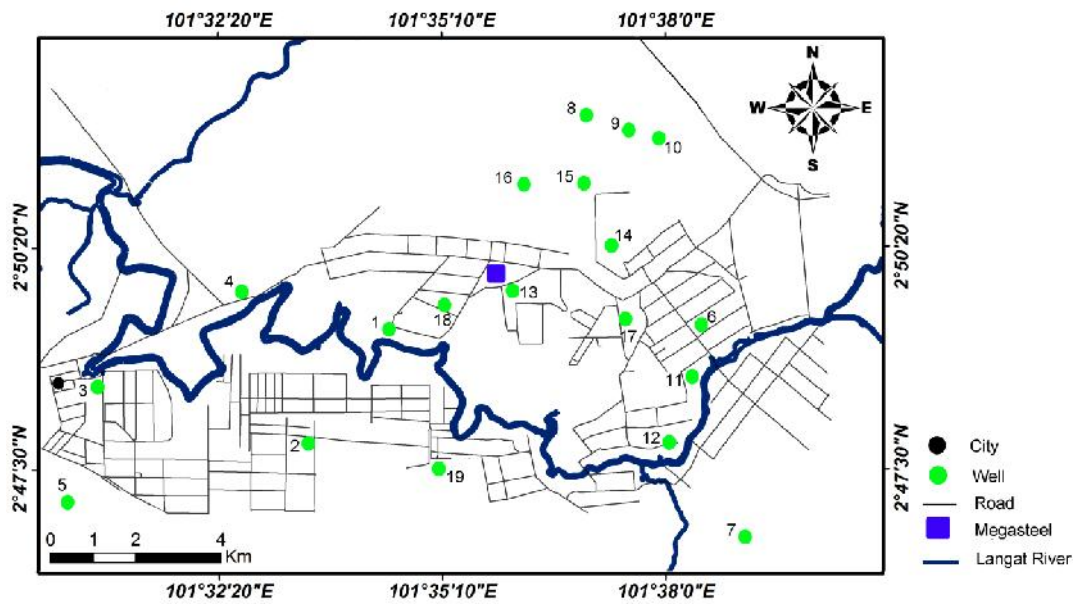 101°32'20"E 101°35'10"E 101°38'0"E
N
W E
S
8
9
10
16
15
14
2°50'20"N 2°50'20"N
4
13
18
1
17
6
3
11
2
12
19
5
7
2°47'30"N 2°47'30"N
0 1 2 4
Km
City
Well
Road
Megasteel
Langat River
101°32'20"E 101°35'10"E 101°38'0"E